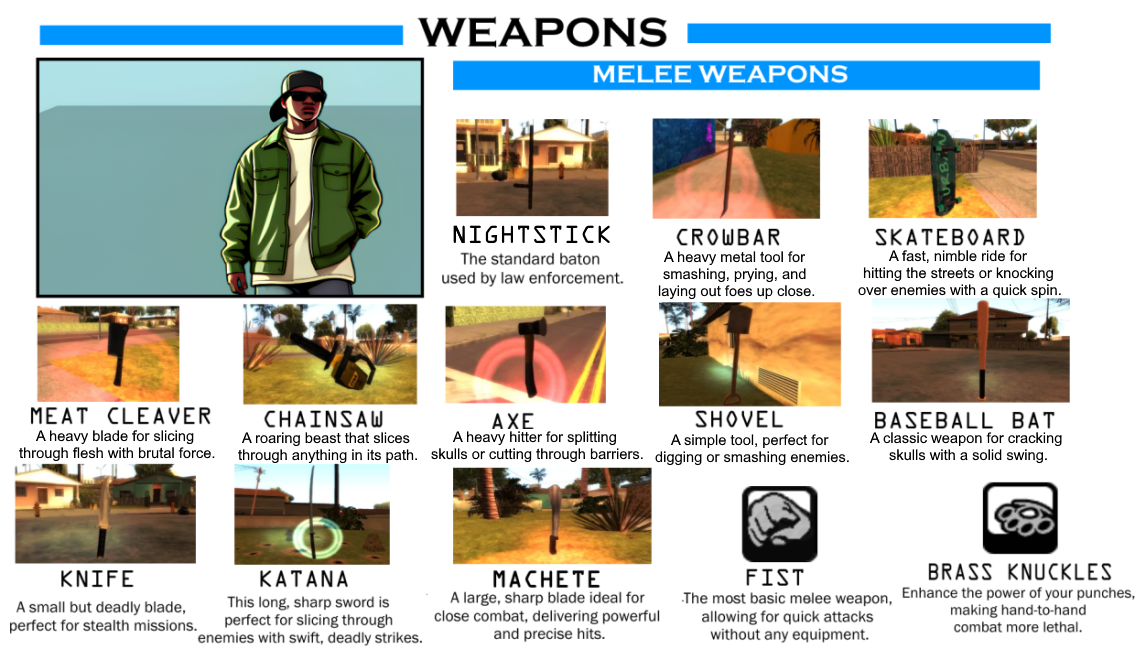 WEAPONS
MELEE WEAPONS
NIGHTSTICK
The standard baton
used by law enforcement.
CROWBAR
A heavy metal tool for
smashing, prying, and
laying out foes up close.
SKATEBOARD
A fast, nimble ride for
hitting the streets or knocking
over enemies with a quick spin.
MEAT CLEAVER
A heavy blade for slicing
through flesh with brutal force.
CHAINSAW
A roaring beast that slices
through anything in its path.
AXE
A heavy hitter for splitting
skulls or cutting through barriers.
SHOVEL
A simple tool, perfect for
digging or smashing enemies.
BASEBALL BAT
A classic weapon for cracking
skulls with a solid swing.
KNIFE
A small but deadly blade,
perfect for stealth missions.
KATANA
This long, sharp sword is
perfect for slicing through
enemies with swift, deadly strikes.
MACHETE
A large, sharp blade ideal for
close combat, delivering powerful
and precise hits.
FIST
The most basic melee weapon,
allowing for quick attacks
without any equipment.
BRASS KNUCKLES
Enhance the power of your punches,
making hand-to-hand
combat more lethal.